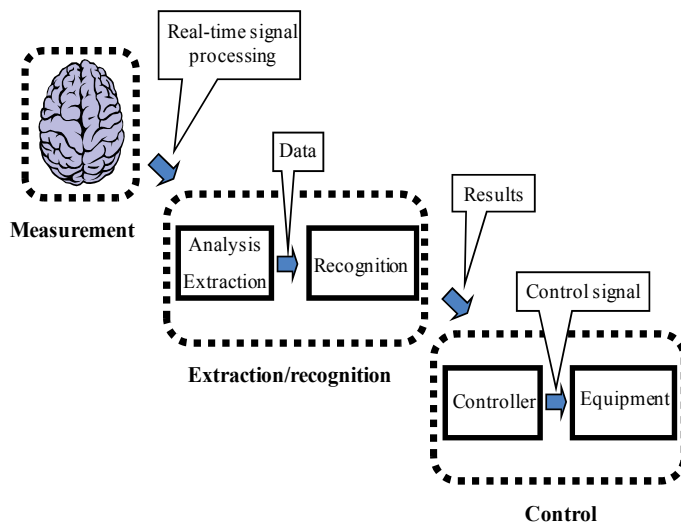 Real-time signal
processing
Measurement
Data
Analysis
Extraction
Recognition
Results
Extraction/recognition
Control signal
Controller
Equipment
Control